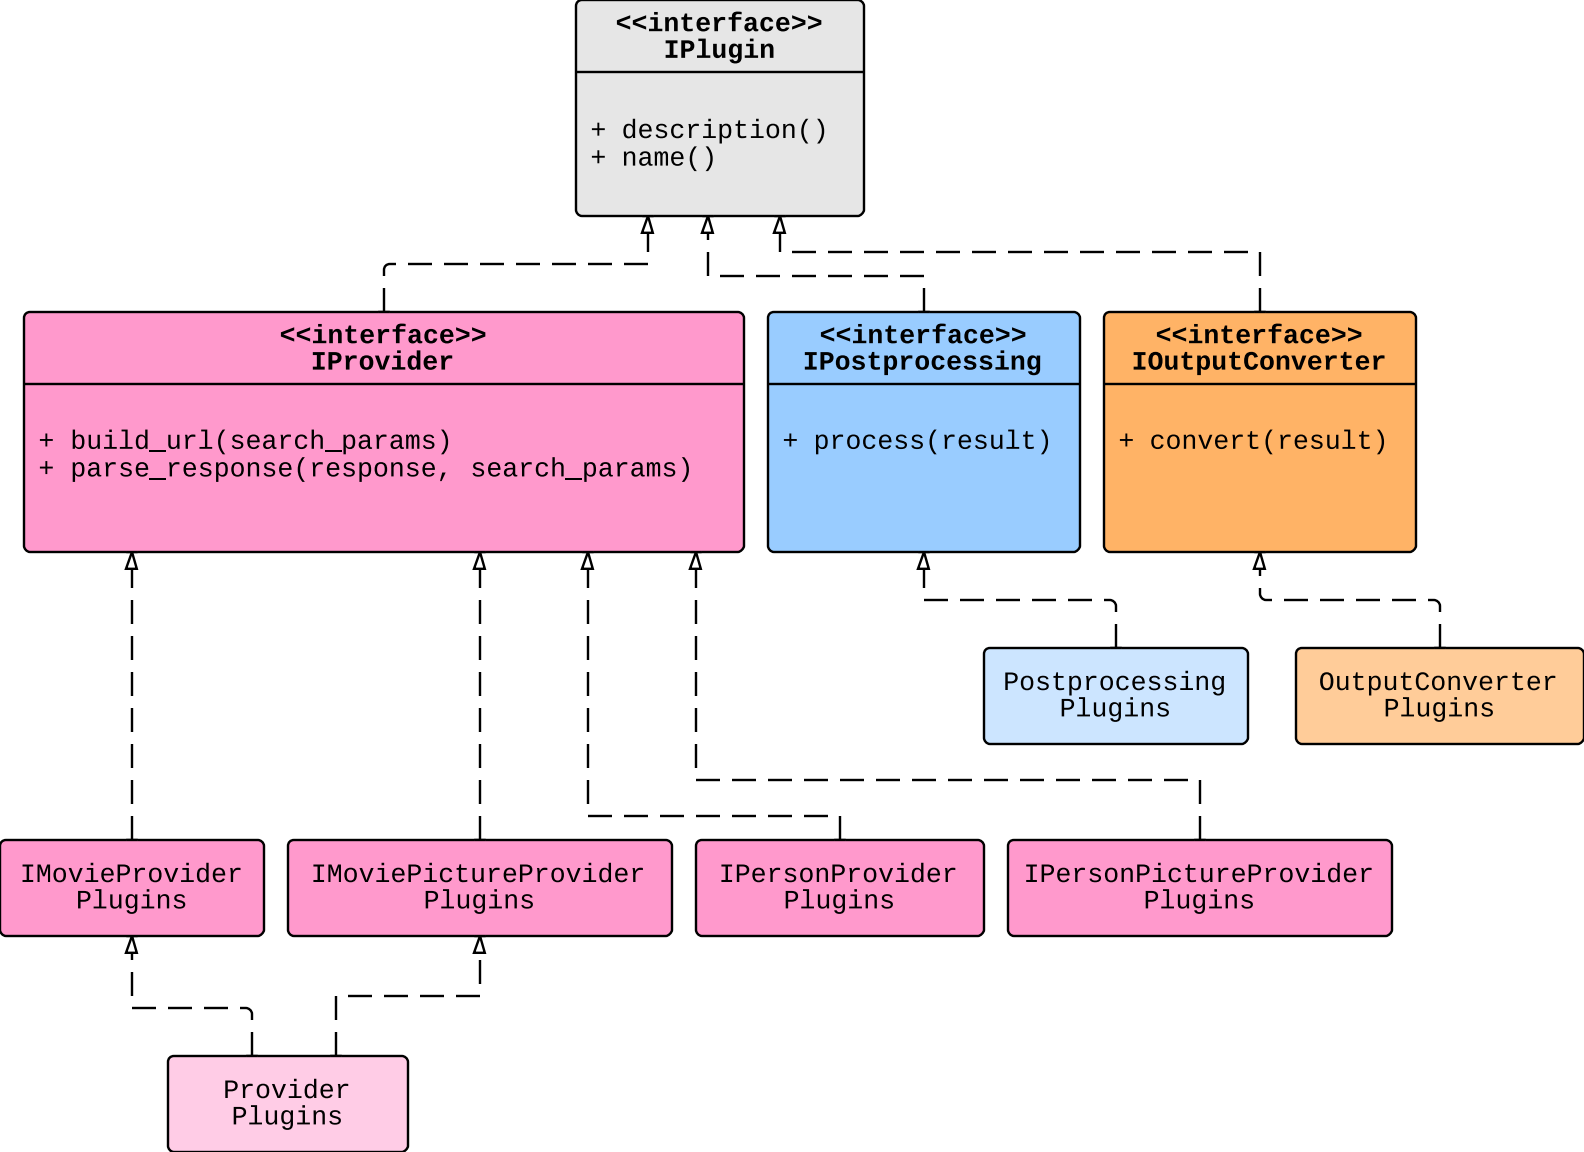 <<interface>>
IPlugin
+ description()
+ name()
<<interface>>
IProvider
+ build_url(search_params)
+ parse_response(response, search_params)
<<interface>>
IPostprocessing
+ process(result)
<<interface>>
IOutputConverter
+ convert(result)
Postprocessing
Plugins
OutputConverter
Plugins
IMovieProvider
Plugins
IMoviePictureProvider
Plugins
IPersonProvider
Plugins
IPersonPictureProvider
Plugins
Provider
Plugins